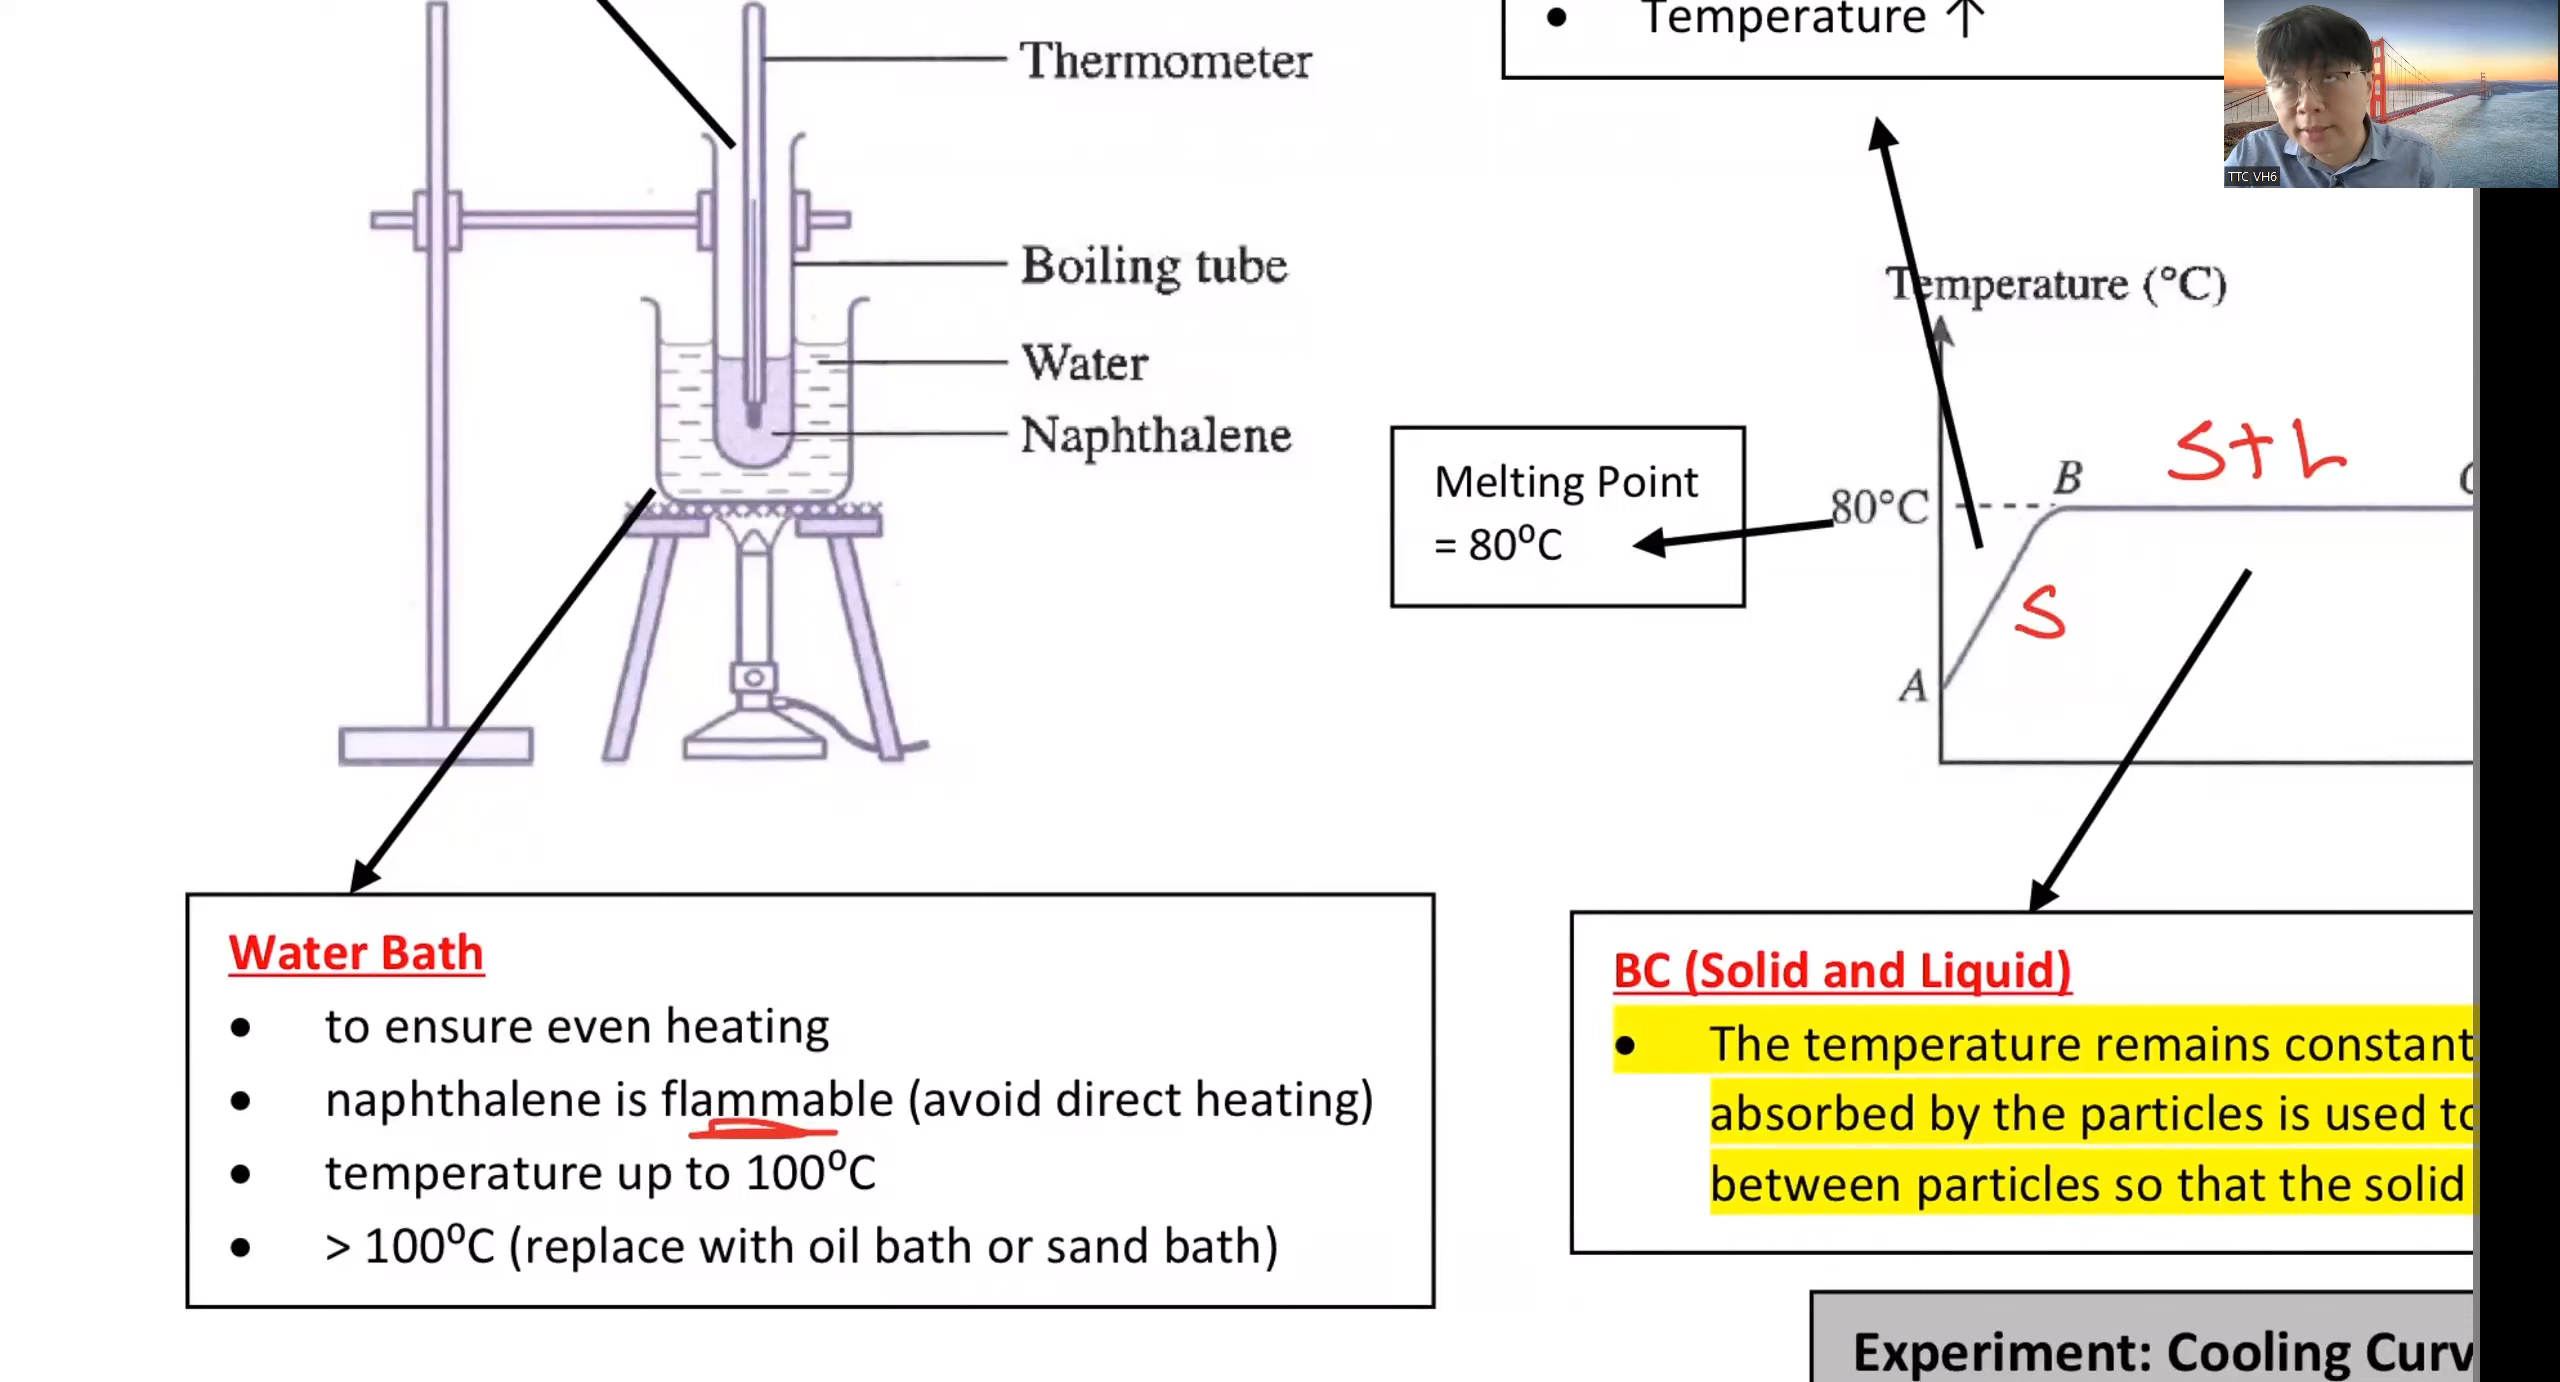 Temperature ↑
TTC VH6
Thermometer
Boiling tube
Water
Naphthalene
Temperature (°C)
Melting Point
= 80⁰C
80°C
B
S+L
S
A
Water Bath
• to ensure even heating
• naphthalene is flammable (avoid direct heating)
• temperature up to 100⁰C
• > 100⁰C (replace with oil bath or sand bath)
BC (Solid and Liquid)
• The temperature remains constant
absorbed by the particles is used to
between particles so that the solid
Experiment: Cooling Curv